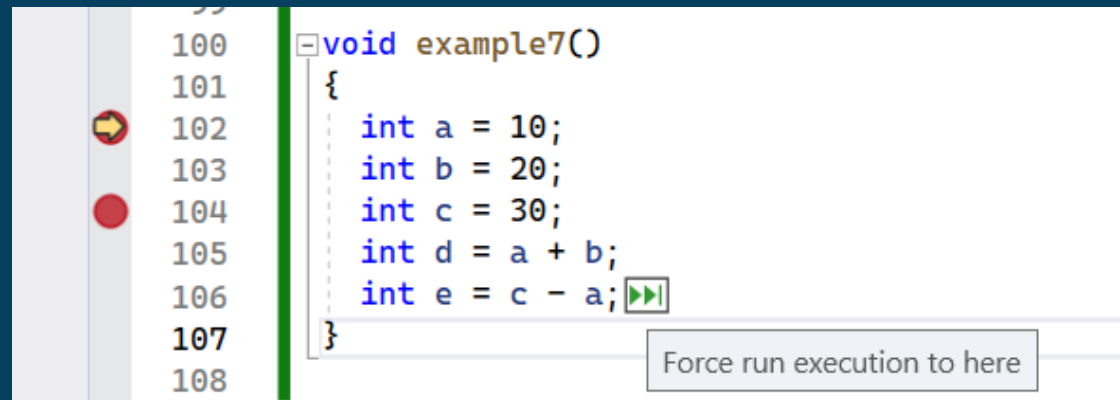 100 void example7()
101 {
102 int a = 10;
103 int b = 20;
104 int c = 30;
105 int d = a + b;
106 int e = c - a;
107 }
Force run execution to here
108